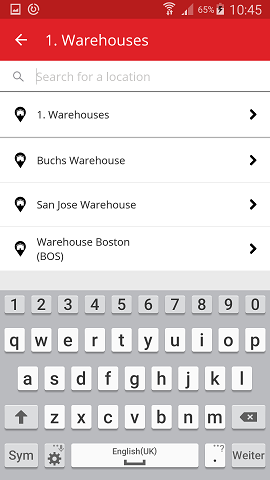 65% 10:45
1. Warehouses
Search for a location
1. Warehouses
Buchs Warehouse
San Jose Warehouse
Warehouse Boston
(BOS)
1 2 3 4 5 6 7 8 9 0
q w e r t y u i o p
a s d f g h j k l
z x c v b n m
Sym English(UK) . Weiter